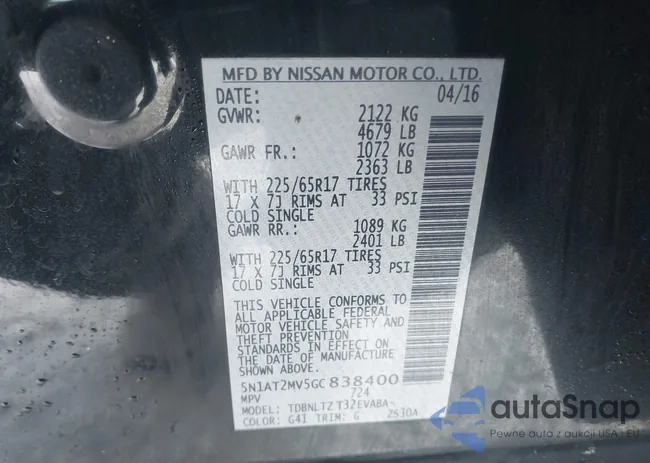 MFD BY NISSAN MOTOR CO., LTD.
DATE: 04/16
GVWR: 2122 KG
4679 LB
GAWR FR.: 1072 KG
2363 LB
WITH 225/65R17 TIRES
17 X 7J RIMS AT 33 PSI
COLD SINGLE
GAWR RR.: 1089 KG
2401 LB
WITH 225/65R17 TIRES
17 X 7J RIMS AT 33 PSI
COLD SINGLE
THIS VEHICLE CONFORMS TO
ALL APPLICABLE FEDERAL
MOTOR VEHICLE SAFETY AND
THEFT PREVENTION
STANDARDS IN EFFECT ON
THE DATE OF MANUFACTURE
SHOWN ABOVE.
5N1AT2MV5GC838400
MPV 724
MODEL: TDBNLTZ T32EVABA-
COLOR: G41 TRIM: G 2530A
autoSnap
Pewne auta z aukcji USA i EU